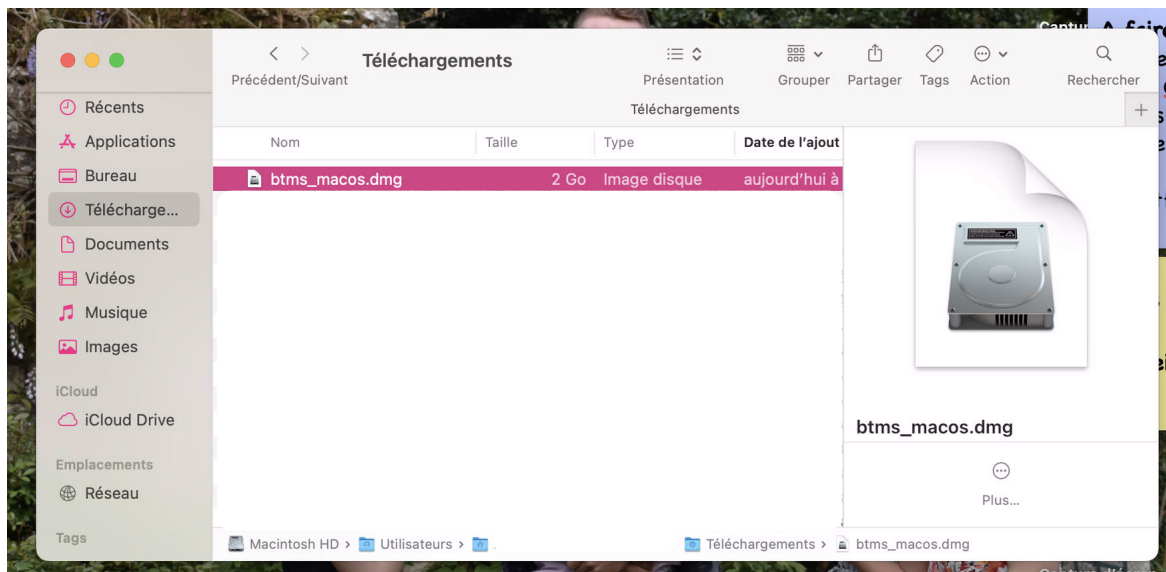 Précédent/Suivant
Téléchargements
Présentation
Grouper
Partager
Tags
Action
Rechercher
Téléchargements
Récents
Applications
Bureau
Télécharge...
Documents
Vidéos
Musique
Images
iCloud
iCloud Drive
Emplacements
Réseau
Tags
Nom Taille Type Date de l'ajout
btms_macos.dmg 2 Go Image disque aujourd'hui à
btms_macos.dmg
Plus...
Macintosh HD › Utilisateurs › Téléchargements › btms_macos.dmg